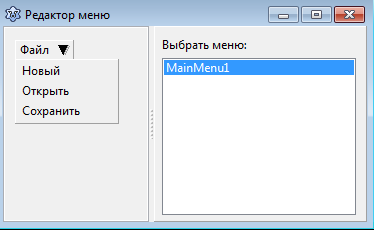 Редактор меню
Файл
Новый
Открыть
Сохранить
Выбрать меню:
MainMenu1